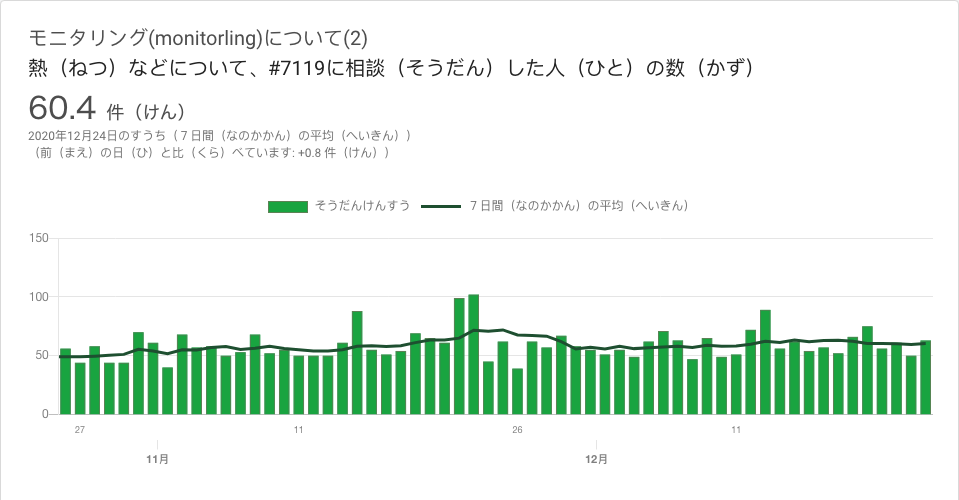 モニタリング(monitorling)について(2)
熱（ねつ）などについて、#7119に相談（そうだん）した人（ひと）の数（かず）
60.4 件（けん）
2020年12月24日のすうち（７日間（なのかかん）の平均（へいきん））
（前（まえ）の日（ひ）と比（くら）べています: +0.8 件（けん））
そうだんけんすう ７日間（なのかかん）の平均（へいきん）
150
100
50
0
27 11 26 11
11月 12月